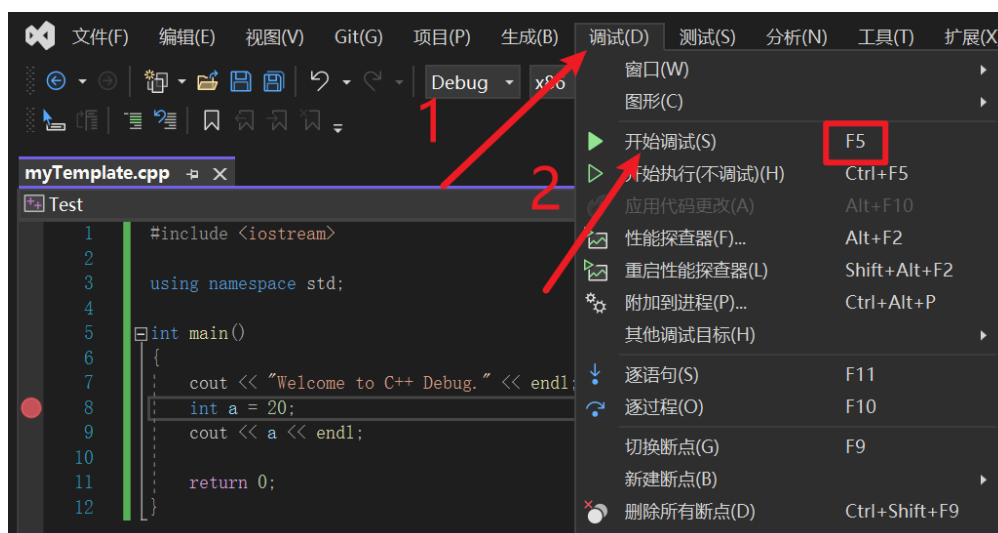 文件(F) 编辑(E) 视图(V) Git(G) 项目(P) 生成(B) 调试(D) 测试(S) 分析(N) 工具(T) 扩展(X
Debug x86
1
2
窗口(W)
图形(C)
开始调试(S) F5
开始执行(不调试)(H) Ctrl+F5
应用代码更改(A) Alt+F10
性能探查器(F)... Alt+F2
重启性能探查器(L) Shift+Alt+F2
附加到进程(P)... Ctrl+Alt+P
其他调试目标(H)
逐语句(S) F11
逐过程(O) F10
切换断点(G) F9
新建断点(B)
删除所有断点(D) Ctrl+Shift+F9
myTemplate.cpp
Test
1 #include <iostream>
2
3 using namespace std;
4
5 int main()
6 {
7 cout << "Welcome to C++ Debug." << endl;
8 int a = 20;
9 cout << a << endl;
10
11 return 0;
12 }